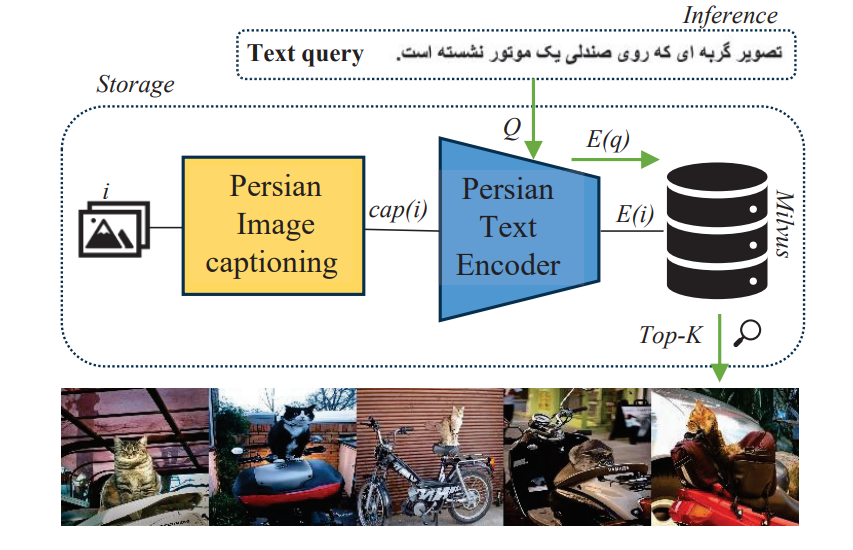 Inference
Text query تصویر گربه ای که روی صندلی یک موتور نشسته است.
Storage
Q
E(q)
i
Persian
Image
captioning
cap(i)
Persian
Text
Encoder
E(i)
Milvus
Top-K
YAMAHA